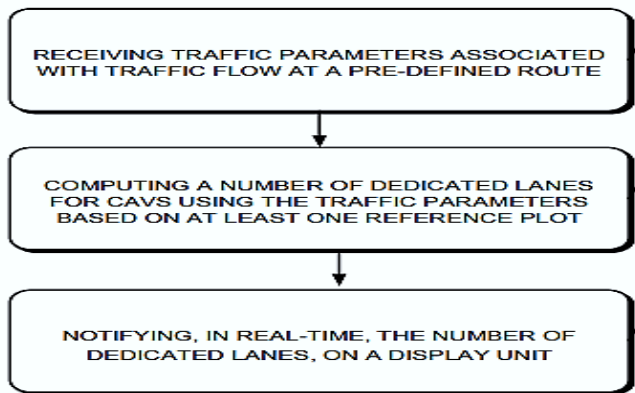 RECEIVING TRAFFIC PARAMETERS ASSOCIATED
WITH TRAFFIC FLOW AT A PRE-DEFINED ROUTE
COMPUTING A NUMBER OF DEDICATED LANES
FOR CAVS USING THE TRAFFIC PARAMETERS
BASED ON AT LEAST ONE REFERENCE PLOT
NOTIFYING, IN REAL-TIME, THE NUMBER OF
DEDICATED LANES, ON A DISPLAY UNIT